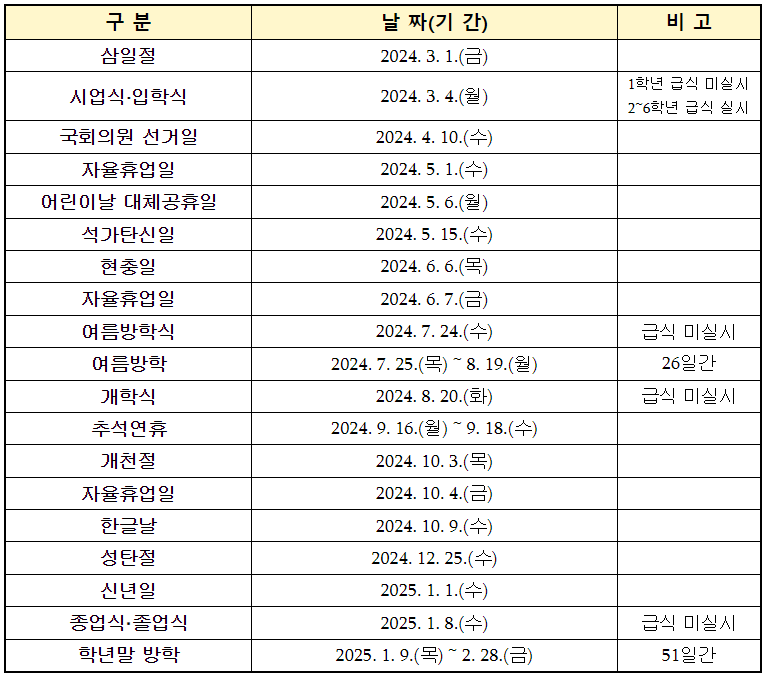 구 분 날 짜(기 간) 비 고
삼일절 2024. 3. 1.(금)
시업식·입학식 2024. 3. 4.(월) 1학년 급식 미실시
2~6학년 급식 실시
국회의원 선거일 2024. 4. 10.(수)
자율휴업일 2024. 5. 1.(수)
어린이날 대체공휴일 2024. 5. 6.(월)
석가탄신일 2024. 5. 15.(수)
현충일 2024. 6. 6.(목)
자율휴업일 2024. 6. 7.(금)
여름방학식 2024. 7. 24.(수) 급식 미실시
여름방학 2024. 7. 25.(목) ~ 8. 19.(월) 26일간
개학식 2024. 8. 20.(화) 급식 미실시
추석연휴 2024. 9. 16.(월) ~ 9. 18.(수)
개천절 2024. 10. 3.(목)
자율휴업일 2024. 10. 4.(금)
한글날 2024. 10. 9.(수)
성탄절 2024. 12. 25.(수)
신년일 2025. 1. 1.(수)
종업식·졸업식 2025. 1. 8.(수) 급식 미실시
학년말 방학 2025. 1. 9.(목) ~ 2. 28.(금) 51일간